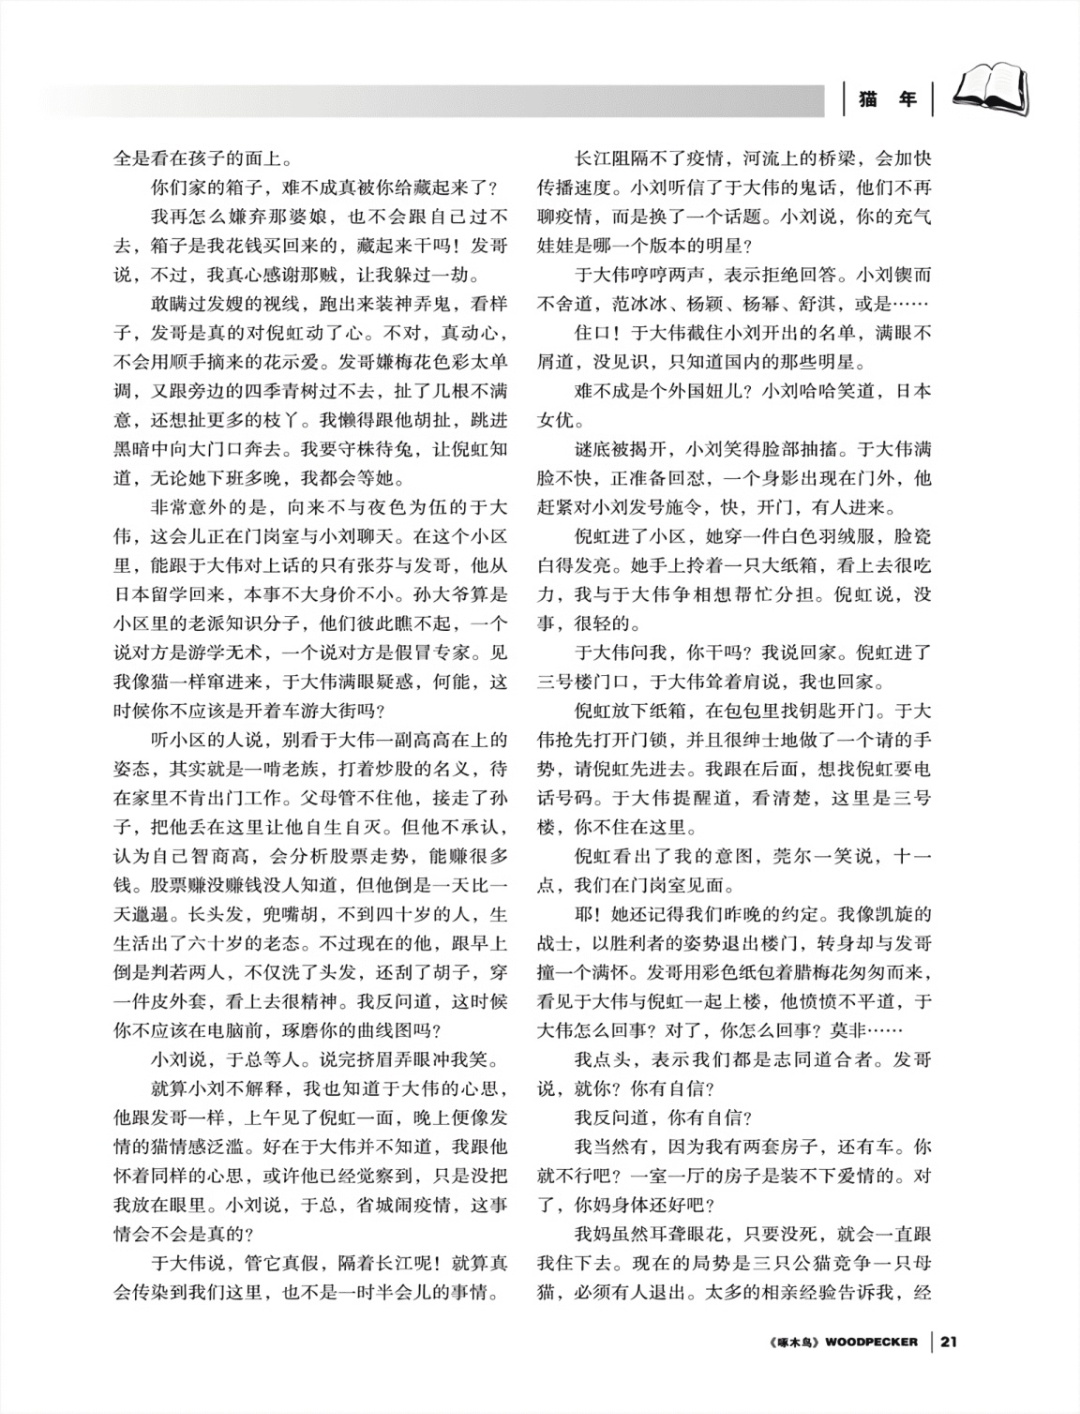 猫 年
全是看在孩子的面上。
你们家的箱子，难不成真被你给藏起来了？
我再怎么嫌弃那婆娘，也不会跟自己过不
去，箱子是我花钱买回来的，藏起来干吗！发哥
说，不过，我真心感谢那贼，让我躲过一劫。
敢瞒过发嫂的视线，跑出来装神弄鬼，看样
子，发哥是真的对倪虹动了心。不对，真动心，
不会用顺手摘来的花示爱。发哥嫌梅花色彩太单
调，又跟旁边的四季青树过不去，扯了几根不满
意，还想扯更多的枝丫。我懒得跟他胡扯，跳进
黑暗中向大门口奔去。我要守株待兔，让倪虹知
道，无论她下班多晚，我都会等她。
非常意外的是，向来不与夜色为伍的于大
伟，这会儿正在门岗室与小刘聊天。在这个小区
里，能跟于大伟对上话的只有张芬与发哥，他从
日本留学回来，本事不大身价不小。孙大爷算是
小区里的老派知识分子，他们彼此瞧不起，一个
说对方是游学无术，一个说对方是假冒专家。见
我像猫一样窜进来，于大伟满眼疑惑，何能，这
时候你不应该是开着车游大街吗？
听小区的人说，别看于大伟一副高高在上的
姿态，其实就是一啃老族，打着炒股的名义，待
在家里不肯出门工作。父母管不住他，接走了孙
子，把他丢在这里让他自生自灭。但他不承认，
认为自己智商高，会分析股票走势，能赚很多
钱。股票赚没赚钱没人知道，但他倒是一天比一
天邋遢。长头发，兜嘴胡，不到四十岁的人，生
生活出了六十岁的老态。不过现在的他，跟早上
倒是判若两人，不仅洗了头发，还刮了胡子，穿
一件皮外套，看上去很精神。我反问道，这时候
你不应该在电脑前，琢磨你的曲线图吗？
小刘说，于总等人。说完挤眉弄眼冲我笑。
就算小刘不解释，我也知道于大伟的心思，
他跟发哥一样，上午见了倪虹一面，晚上便像发
情的猫情感泛滥。好在于大伟并不知道，我跟他
怀着同样的心思，或许他已经觉察到，只是没把
我放在眼里。小刘说，于总，省城闹疫情，这事
情会不会是真的？
于大伟说，管它真假，隔着长江呢！就算真
会传染到我们这里，也不是一时半会儿的事情。
长江阻隔不了疫情，河流上的桥梁，会加快
传播速度。小刘听信了于大伟的鬼话，他们不再
聊疫情，而是换了一个话题。小刘说，你的充气
娃娃是哪一个版本的明星？
于大伟哼哼两声，表示拒绝回答。小刘锲而
不舍道，范冰冰、杨颖、杨幂、舒淇，或是……
住口！于大伟截住小刘开出的名单，满眼不
屑道，没见识，只知道国内的那些明星。
难不成是个外国妞儿？小刘哈哈笑道，日本
女优。
谜底被揭开，小刘笑得脸部抽搐。于大伟满
脸不快，正准备回怼，一个身影出现在门外，他
赶紧对小刘发号施令，快，开门，有人进来。
倪虹进了小区，她穿一件白色羽绒服，脸瓷
白得发亮。她手上拎着一只大纸箱，看上去很吃
力，我与于大伟争相想帮忙分担。倪虹说，没
事，很轻的。
于大伟问我，你干吗？我说回家。倪虹进了
三号楼门口，于大伟耸着肩说，我也回家。
倪虹放下纸箱，在包包里找钥匙开门。于大
伟抢先打开门锁，并且很绅士地做了一个请的手
势，请倪虹先进去。我跟在后面，想找倪虹要电
话号码。于大伟提醒道，看清楚，这里是三号
楼，你不住在这里。
倪虹看出了我的意图，莞尔一笑说，十一
点，我们在门岗室见面。
耶！她还记得我们昨晚的约定。我像凯旋的
战士，以胜利者的姿势退出楼门，转身却与发哥
撞一个满怀。发哥用彩色纸包着腊梅花匆匆而来，
看见于大伟与倪虹一起上楼，他愤愤不平道，于
大伟怎么回事？对了，你怎么回事？莫非……
我点头，表示我们都是志同道合者。发哥
说，就你？你有自信？
我反问道，你有自信？
我当然有，因为我有两套房子，还有车。你
就不行吧？一室一厅的房子是装不下爱情的。对
了，你妈身体还好吧？
我妈虽然耳聋眼花，只要没死，就会一直跟
我住下去。现在的局势是三只公猫竞争一只母
猫，必须有人退出。太多的相亲经验告诉我，经
《啄木鸟》WOODPECKER 21